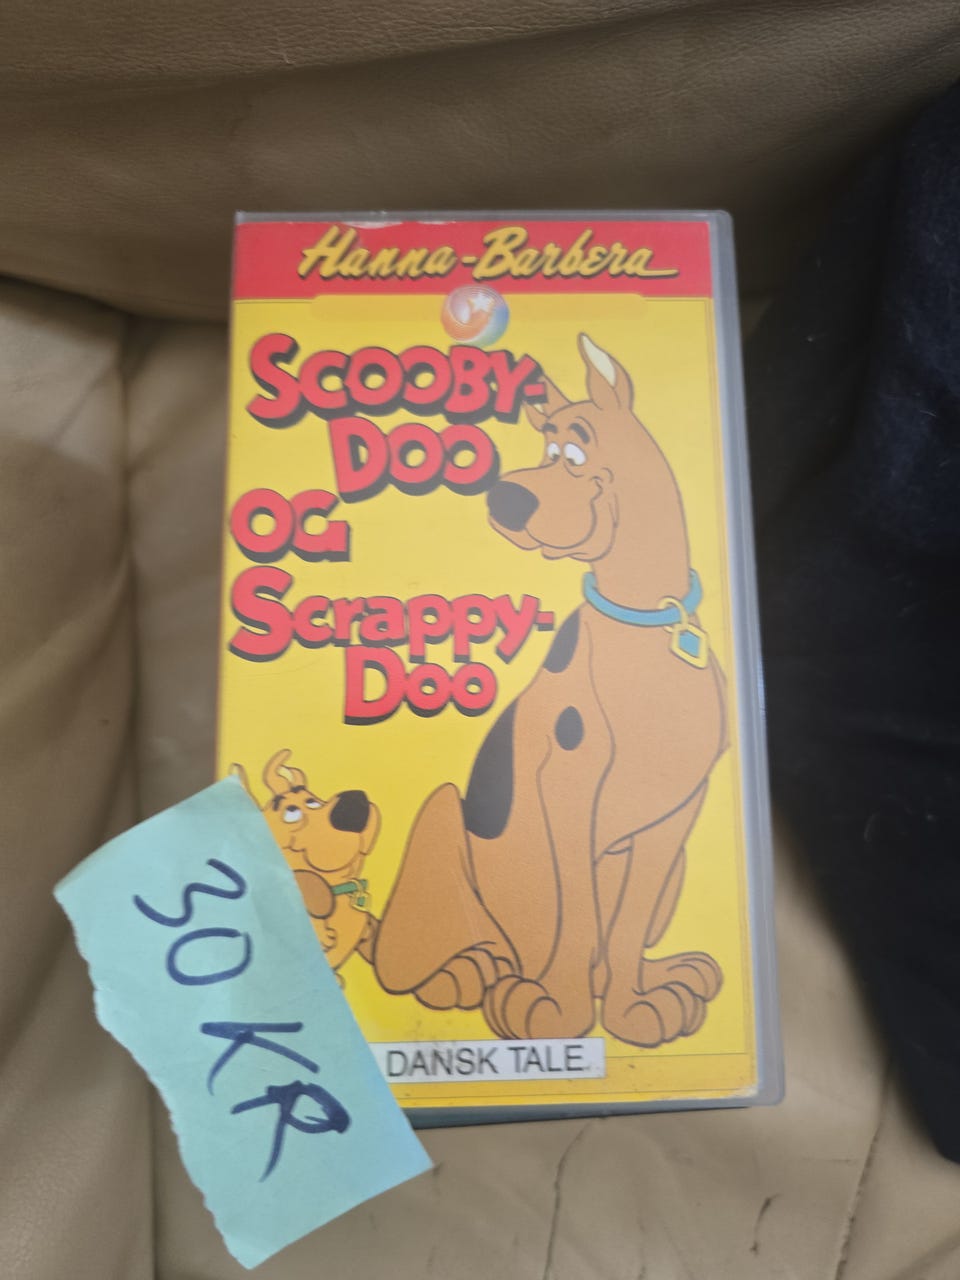 Hanna-Barbera
SCOOBY-
DOO
OG
Scrappy-
Doo
30 KR
DANSK TALE.